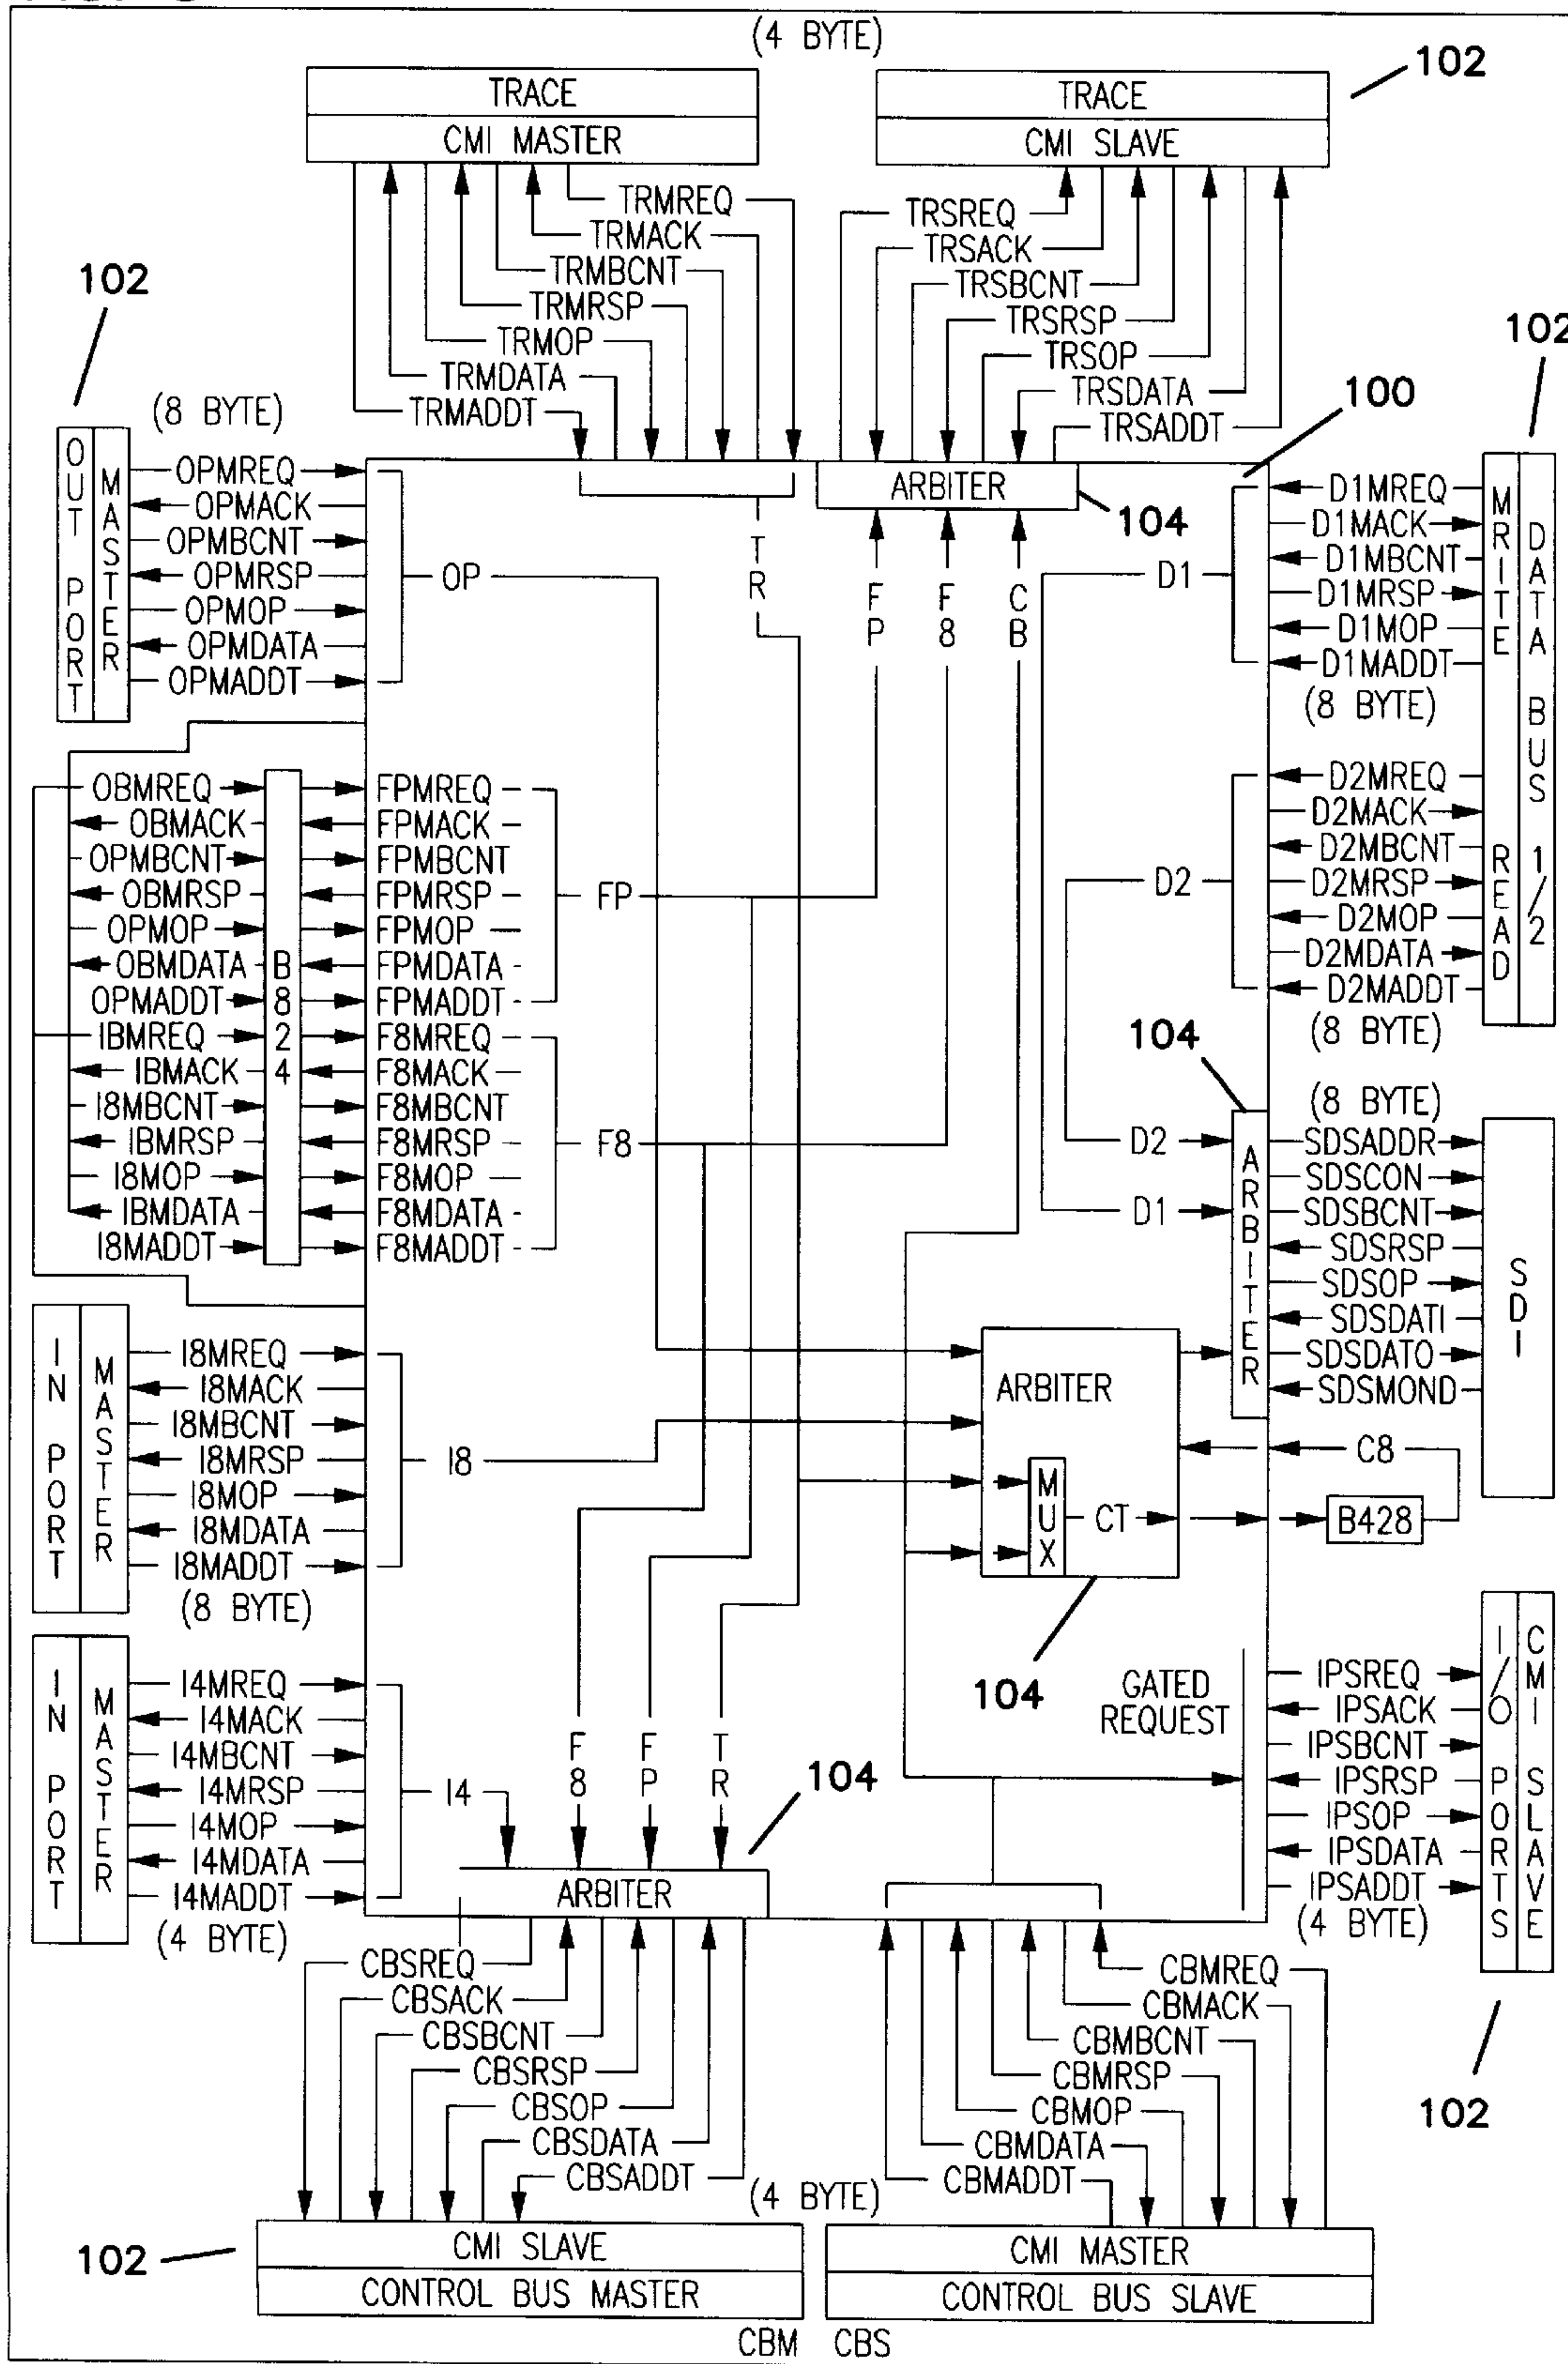 (4 BYTE)
TRACE
CMI MASTER
TRACE
CMI SLAVE
102
TRMREQ
TRMACK
TRMBCNT
TRMRSP
TRMOP
TRMDATA
TRMADDT
TRSREQ
TRSACK
TRSBCNT
TRSRSP
TRSOP
TRSDATA
TRSADDT
102
102
100
(8 BYTE)
OUT PORT
MASTER
OPMREQ
OPMACK
OPMBCNT
OPMRSP
OPMOP
OPMDATA
OPMADDT
OP
TR
ARBITER
104
FP
F8
CB
D1
D1MREQ
D1MACK
D1MBCNT
D1MRSP
D1MOP
D1MADDT
(8 BYTE)
MRITE READ
DATA BUS 1/2
D2
D2MREQ
D2MACK
D2MBCNT
D2MRSP
D2MOP
D2MDATA
D2MADDT
(8 BYTE)
OBMREQ
OBMACK
OPMBCNT
OBMRSP
OPMOP
OBMDATA
OPMADDT
IBMREQ
IBMACK
I8MBCNT
IBMRSP
I8MOP
IBMDATA
I8MADDT
B824
FPMREQ
FPMACK
FPMBCNT
FPMRSP
FPMOP
FPMDATA
FPMADDT
FP
F8MREQ
F8MACK
F8MBCNT
F8MRSP
F8MOP
F8MDATA
F8MADDT
F8
104
(8 BYTE)
D2
D1
ARBITER
SDSADDR
SDSCON
SDSBCNT
SDSRSP
SDSOP
SDSDATI
SDSDATO
SDSMOND
SDI
IN PORT
MASTER
I8MREQ
I8MACK
I8MBCNT
I8MRSP
I8MOP
I8MDATA
I8MADDT
(8 BYTE)
I8
ARBITER
MUX
CT
C8
B428
104
IN PORT
MASTER
I4MREQ
I4MACK
I4MBCNT
I4MRSP
I4MOP
I4MDATA
I4MADDT
(4 BYTE)
I4
F8
FP
TR
104
ARBITER
GATED
REQUEST
IPSREQ
IPSACK
IPSBCNT
IPSRSP
IPSOP
IPSDATA
IPSADDT
(4 BYTE)
I/O PORTS
CMI SLAVE
102
CBSREQ
CBSACK
CBSBCNT
CBSRSP
CBSOP
CBSDATA
CBSADDT
CBMREQ
CBMACK
CBMBCNT
CBMRSP
CBMOP
CBMDATA
CBMADDT
(4 BYTE)
102
CMI SLAVE
CONTROL BUS MASTER
CMI MASTER
CONTROL BUS SLAVE
CBM CBS